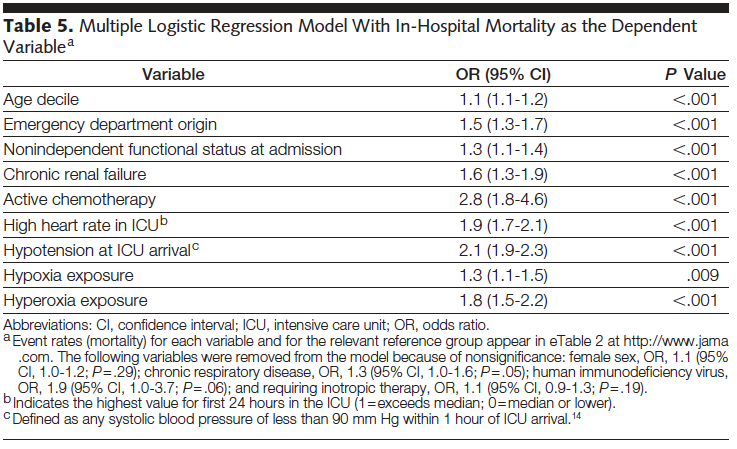 Table 5. Multiple Logistic Regression Model With In-Hospital Mortality as the Dependent
Variablea
Variable OR (95% CI) P Value
Age decile 1.1 (1.1-1.2) <.001
Emergency department origin 1.5 (1.3-1.7) <.001
Nonindependent functional status at admission 1.3 (1.1-1.4) <.001
Chronic renal failure 1.6 (1.3-1.9) <.001
Active chemotherapy 2.8 (1.8-4.6) <.001
High heart rate in ICUb 1.9 (1.7-2.1) <.001
Hypotension at ICU arrivalc 2.1 (1.9-2.3) <.001
Hypoxia exposure 1.3 (1.1-1.5) .009
Hyperoxia exposure 1.8 (1.5-2.2) <.001
Abbreviations: CI, confidence interval; ICU, intensive care unit; OR, odds ratio.
a Event rates (mortality) for each variable and for the relevant reference group appear in eTable 2 at http://www.jama
.com. The following variables were removed from the model because of nonsignificance: female sex, OR, 1.1 (95%
CI, 1.0-1.2; P=.29); chronic respiratory disease, OR, 1.3 (95% CI, 1.0-1.6; P=.05); human immunodeficiency virus,
OR, 1.9 (95% CI, 1.0-3.7; P=.06); and requiring inotropic therapy, OR, 1.1 (95% CI, 0.9-1.3; P=.19).
b Indicates the highest value for first 24 hours in the ICU (1=exceeds median; 0=median or lower).
c Defined as any systolic blood pressure of less than 90 mm Hg within 1 hour of ICU arrival.14